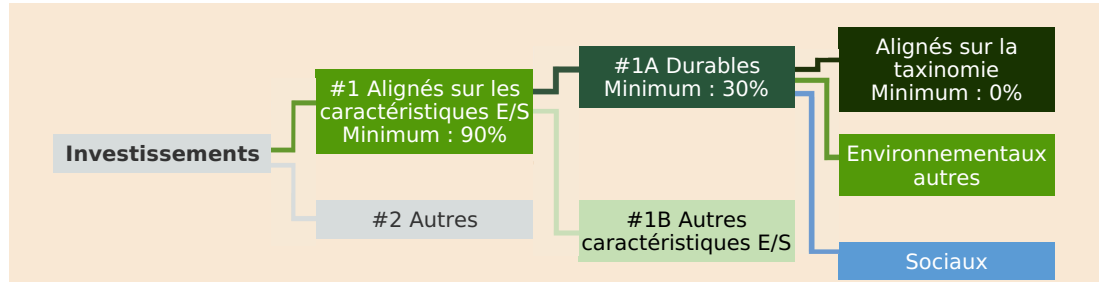 Investissements
#1 Alignés sur les
caractéristiques E/S
Minimum : 90%
#2 Autres
#1A Durables
Minimum : 30%
#1B Autres
caractéristiques E/S
Alignés sur la
taxinomie
Minimum : 0%
Environnementaux
autres
Sociaux